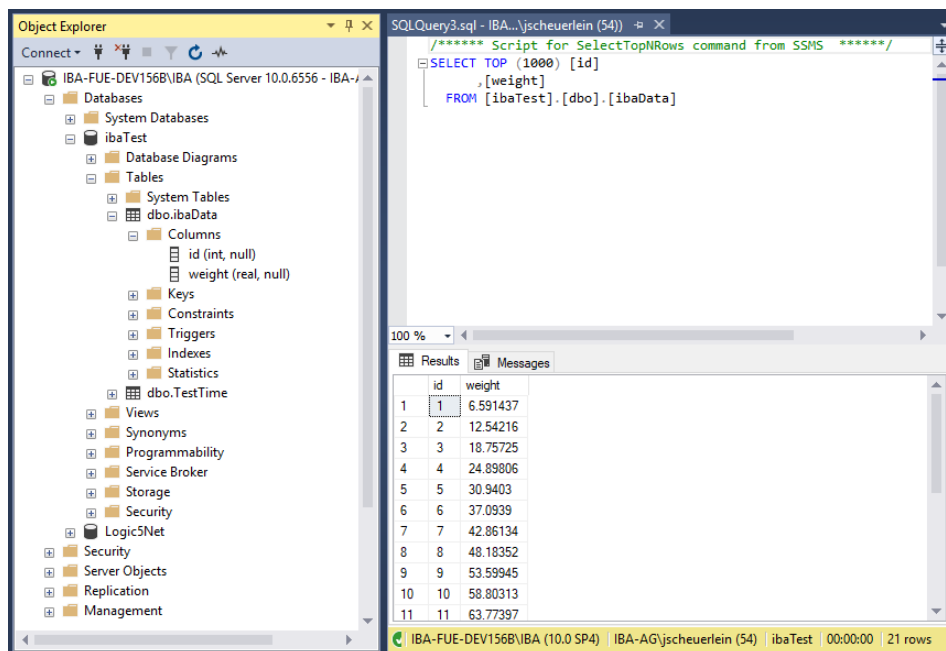 Object Explorer
Connect
IBA-FUE-DEV156B\IBA (SQL Server 10.0.6556 - IBA-A
Databases
System Databases
ibaTest
Database Diagrams
Tables
System Tables
dbo.ibaData
Columns
id (int, null)
weight (real, null)
Keys
Constraints
Triggers
Indexes
Statistics
dbo.TestTime
Views
Synonyms
Programmability
Service Broker
Storage
Security
Logic5Net
Security
Server Objects
Replication
Management
SQLQuery3.sql - IBA...\jscheuerlein (54))
/****** Script for SelectTopNRows command from SSMS ******/
SELECT TOP (1000) [id]
,[weight]
FROM [ibaTest].[dbo].[ibaData]
100 %
Results Messages
id weight
1 1 6.591437
2 2 12.54216
3 3 18.75725
4 4 24.89806
5 5 30.9403
6 6 37.0939
7 7 42.86134
8 8 48.18352
9 9 53.59945
10 10 58.80313
11 11 63.77397
IBA-FUE-DEV156B\IBA (10.0 SP4) IBA-AG\jscheuerlein (54) ibaTest 00:00:00 21 rows